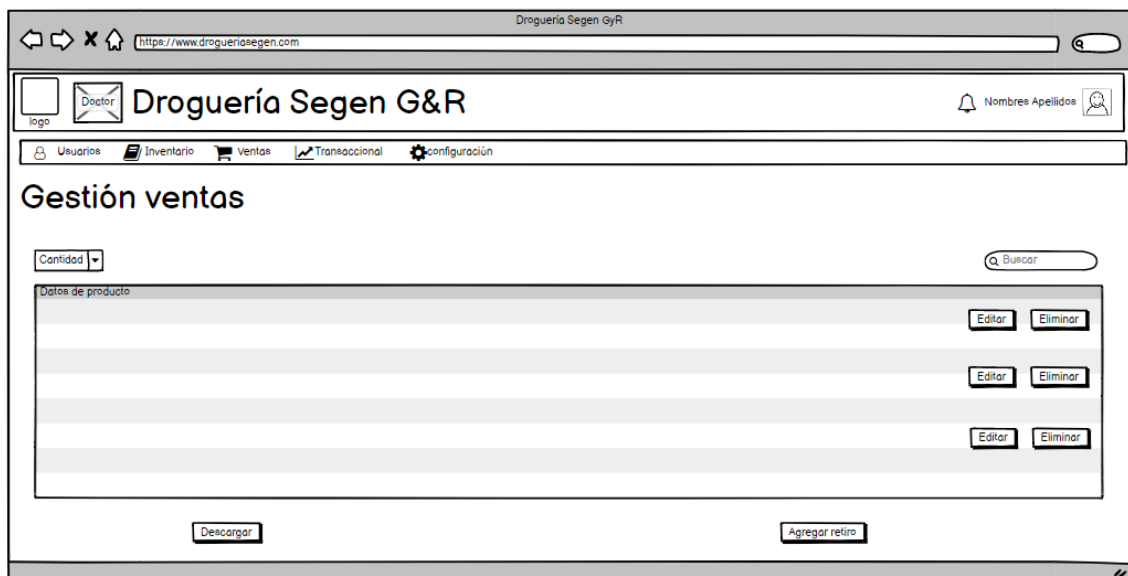 Droguería Segen GyR
https://www.drogueriasegen.com
logo
Doctor
Droguería Segen G&R
Nombres Apellidos
Usuarios Inventario Ventas Transaccional configuración
Gestión ventas
Cantidad
Buscar
Datos de producto
Editar Eliminar
Editar Eliminar
Editar Eliminar
Descargar Agregar retiro